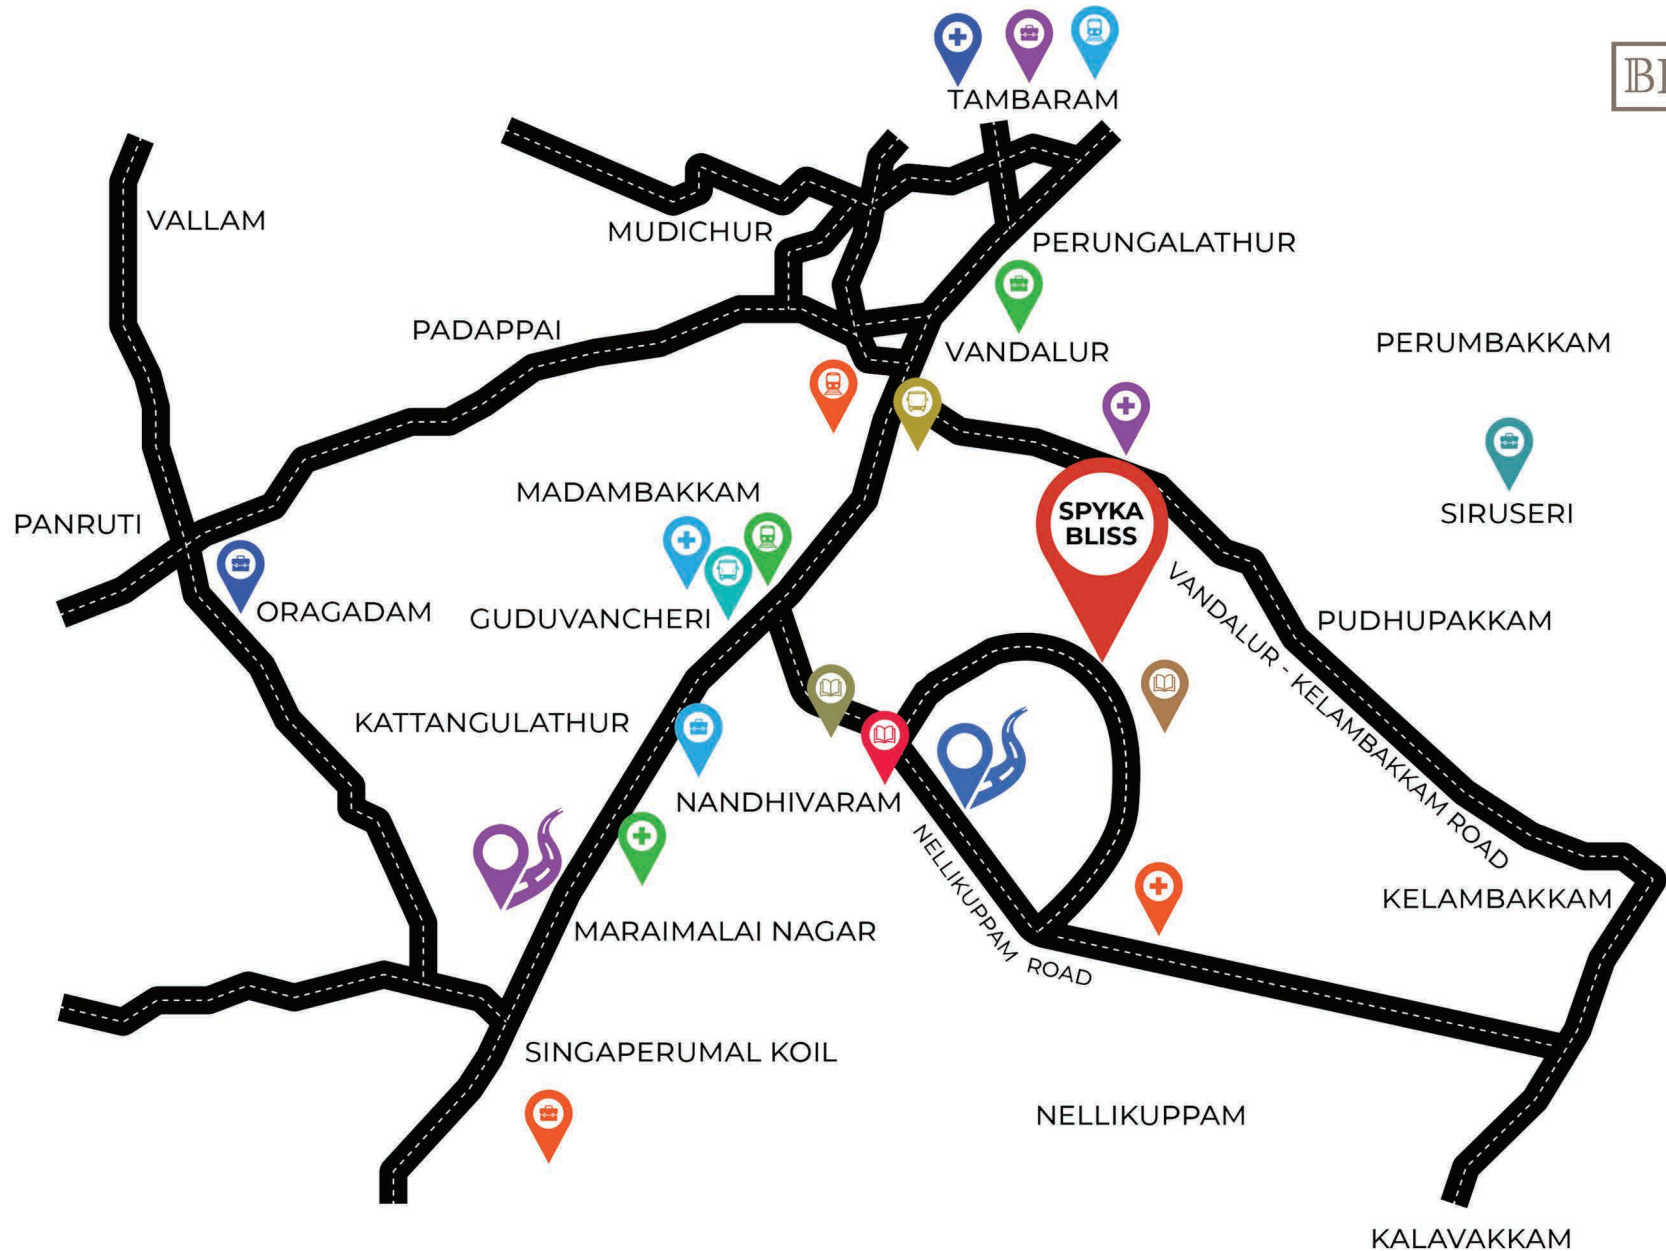 TAMBARAM
VALLAM
MUDICHUR
PERUNGALATHUR
PADAPPAI
VANDALUR
PERUMBAKKAM
MADAMBAKKAM
PANRUTI
SPYKA
BLISS
SIRUSERI
ORAGADAM
GUDUVANCHERI
PUDHUPAKKAM
VANDALUR - KELAMBAKKAM ROAD
KATTANGULATHUR
NANDHIVARAM
NELLIKUPPAM ROAD
KELAMBAKKAM
MARAIMALAI NAGAR
SINGAPERUMAL KOIL
NELLIKUPPAM
KALAVAKKAM